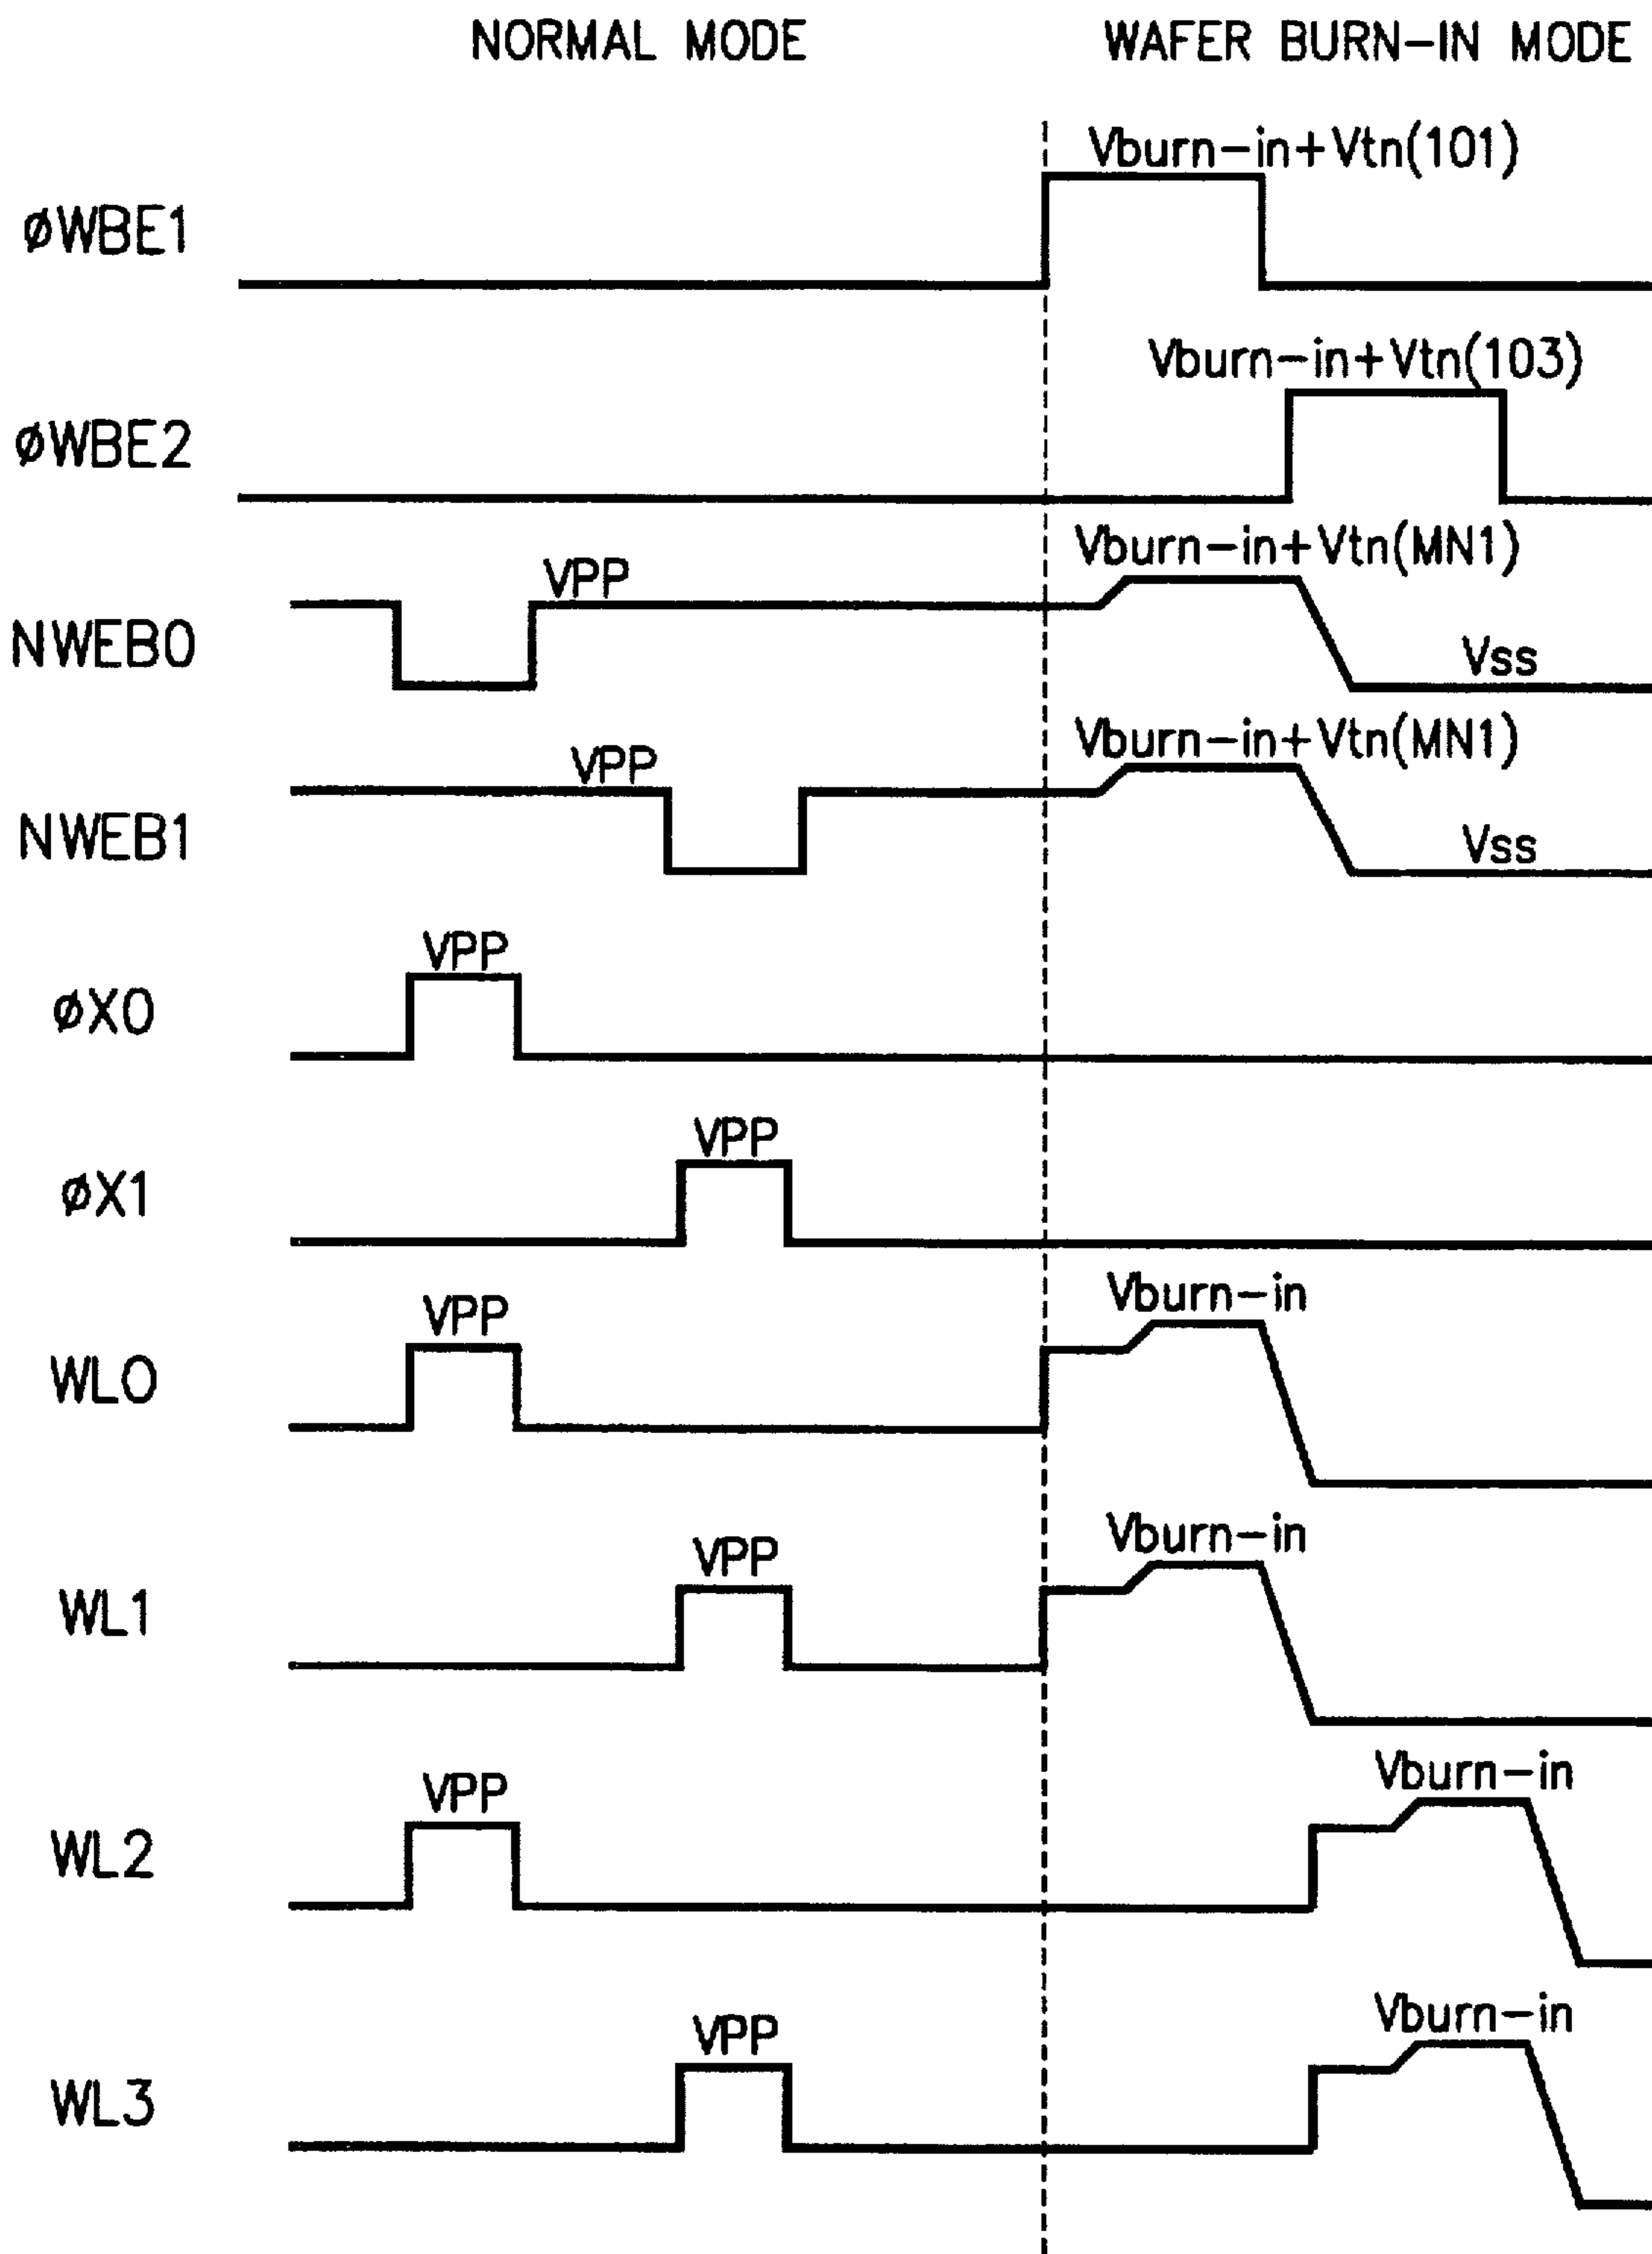 NORMAL MODE
WAFER BURN-IN MODE
Vburn-in+Vtn(101)
øWBE1
Vburn-in+Vtn(103)
øWBE2
Vburn-in+Vtn(MN1)
VPP
NWEB0
Vss
Vburn-in+Vtn(MN1)
VPP
NWEB1
Vss
VPP
øX0
VPP
øX1
Vburn-in
VPP
WL0
Vburn-in
VPP
WL1
Vburn-in
VPP
WL2
Vburn-in
VPP
WL3